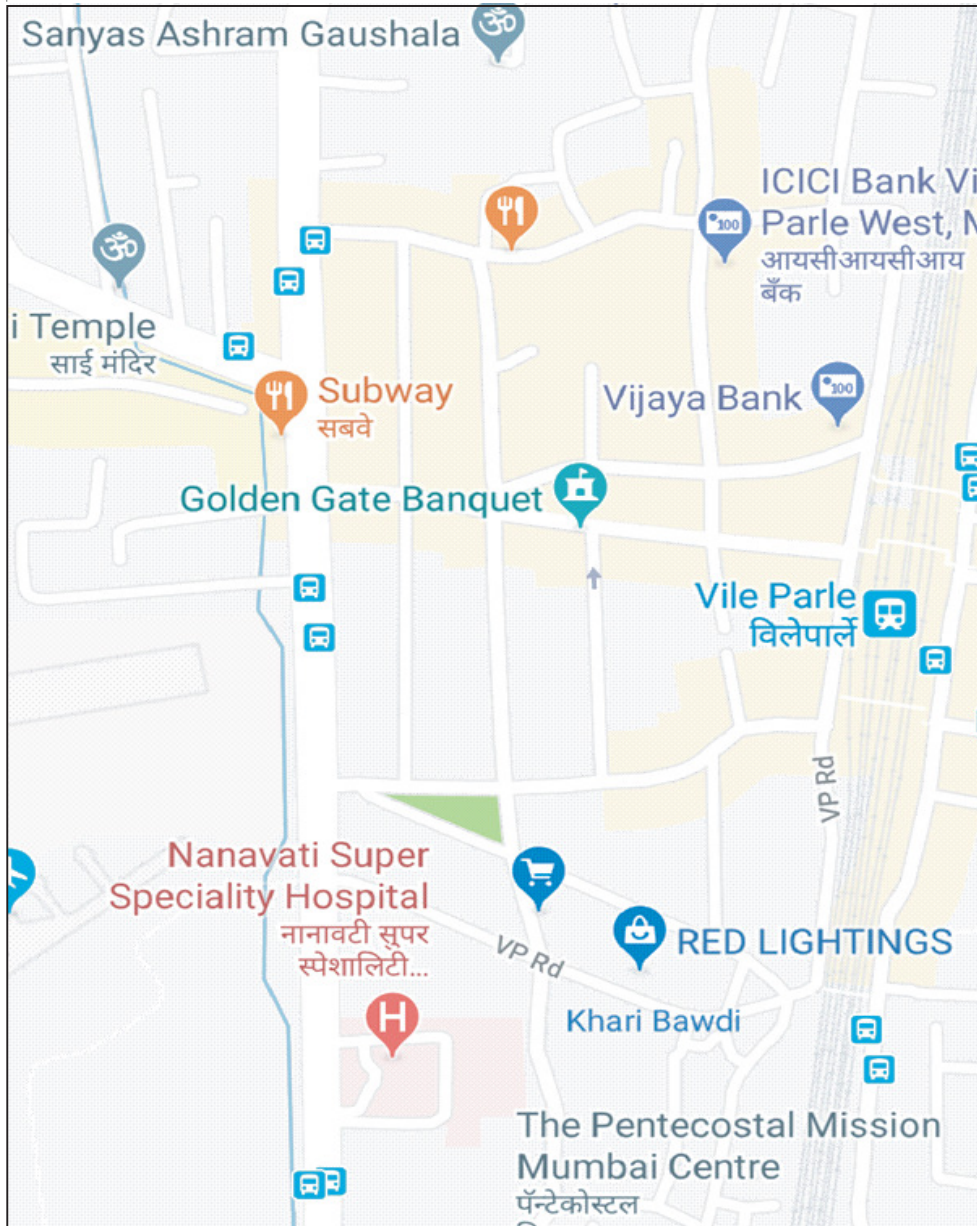 Sanyas Ashram Gaushala
100
ICICI Bank Vi
Parle West, M
आयसीआयसीआय
बँक
i Temple
साई मंदिर
Subway
सबवे
Vijaya Bank
100
Golden Gate Banquet
Vile Parle
विलेपार्ले
VP Rd
Nanavati Super
Speciality Hospital
नानावटी सुपर
स्पेशालिटी...
VP Rd
RED LIGHTINGS
Khari Bawdi
H
The Pentecostal Mission
Mumbai Centre
पॅन्टेकोस्टल